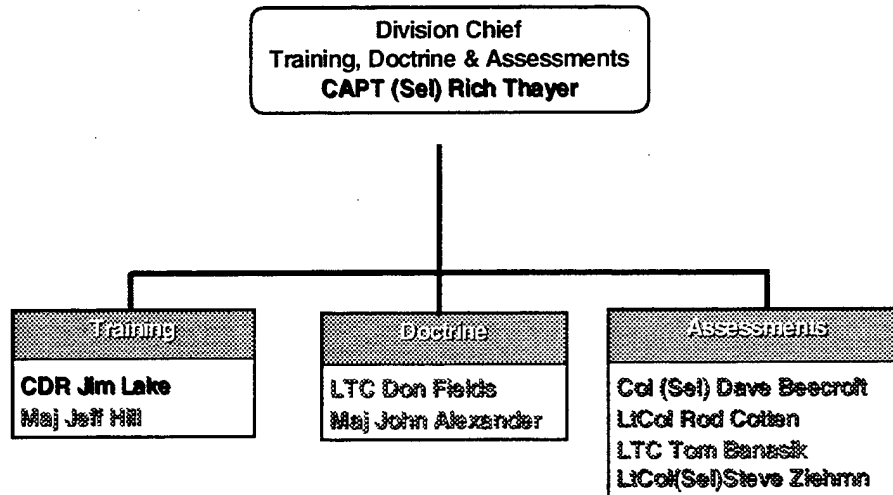 Division Chief
Training, Doctrine & Assessments
CAPT (Sel) Rich Thayer
Training
CDR Jim Lake
Maj Jeff Hill
Doctrine
LTC Don Fields
Maj John Alexander
Assessments
Col (Sel) Dave Beecroft
LtCol Rod Cotten
LTC Tom Banasik
LtCol(Sel)Steve Ziehmn